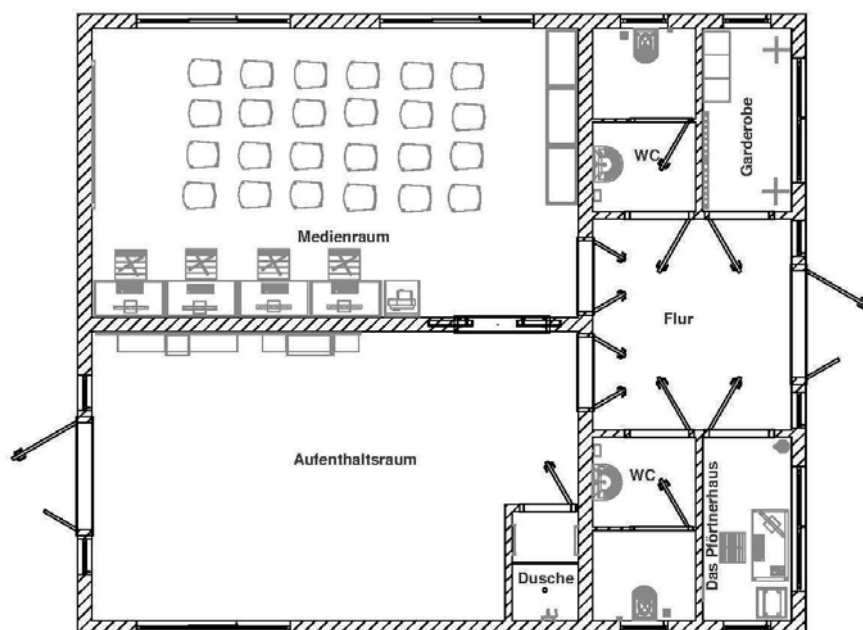 WC
Garderobe
Medienraum
Flur
Aufenthaltsraum
WC
Das Pförtnerhaus
Dusche